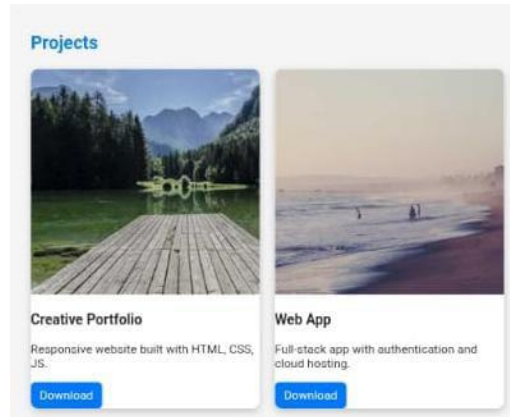 Projects
Creative Portfolio
Responsive website built with HTML, CSS,
JS.
Download
Web App
Full-stack app with authentication and
cloud hosting.
Download